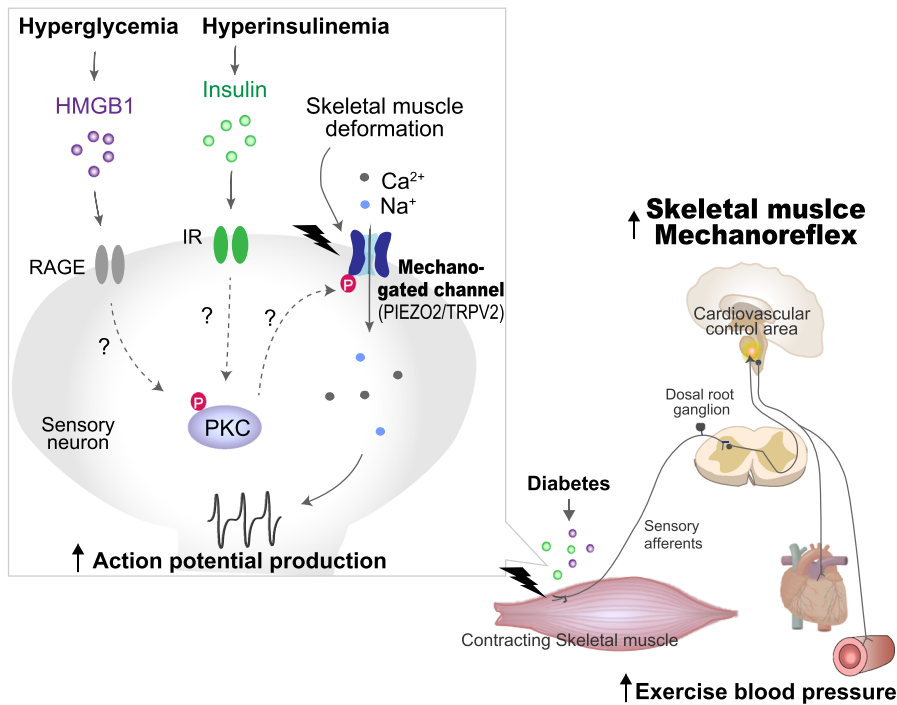 Hyperglycemia
Hyperinsulinemia
HMGB1
Insulin
Skeletal muscle
deformation
Ca²⁺
Na⁺
RAGE
IR
Mechano-
gated channel
(PIEZO2/TRPV2)
P
?
?
?
P
PKC
Sensory
neuron
Action potential production
Skeletal muslce
Mechanoreflex
Cardiovascular
control area
Dosal root
ganglion
Diabetes
Sensory
afferents
Contracting Skeletal muscle
Exercise blood pressure